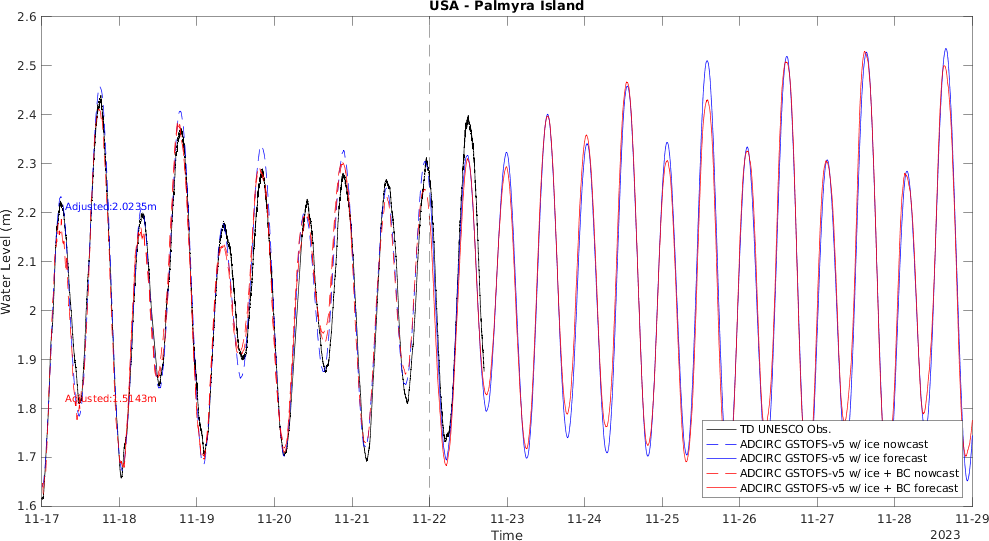 USA - Palmyra Island
2.6
2.5
2.4
2.3
2.2
2.1
2
1.9
1.8
1.7
1.6
Water Level (m)
Adjusted:2.0235m
Adjusted:1.5143m
TD UNESCO Obs.
ADCIRC GSTOFS-v5 w/ ice nowcast
ADCIRC GSTOFS-v5 w/ ice forecast
ADCIRC GSTOFS-v5 w/ ice + BC nowcast
ADCIRC GSTOFS-v5 w/ ice + BC forecast
11-17 11-18 11-19 11-20 11-21 11-22 11-23 11-24 11-25 11-26 11-27 11-28 11-29
Time
2023